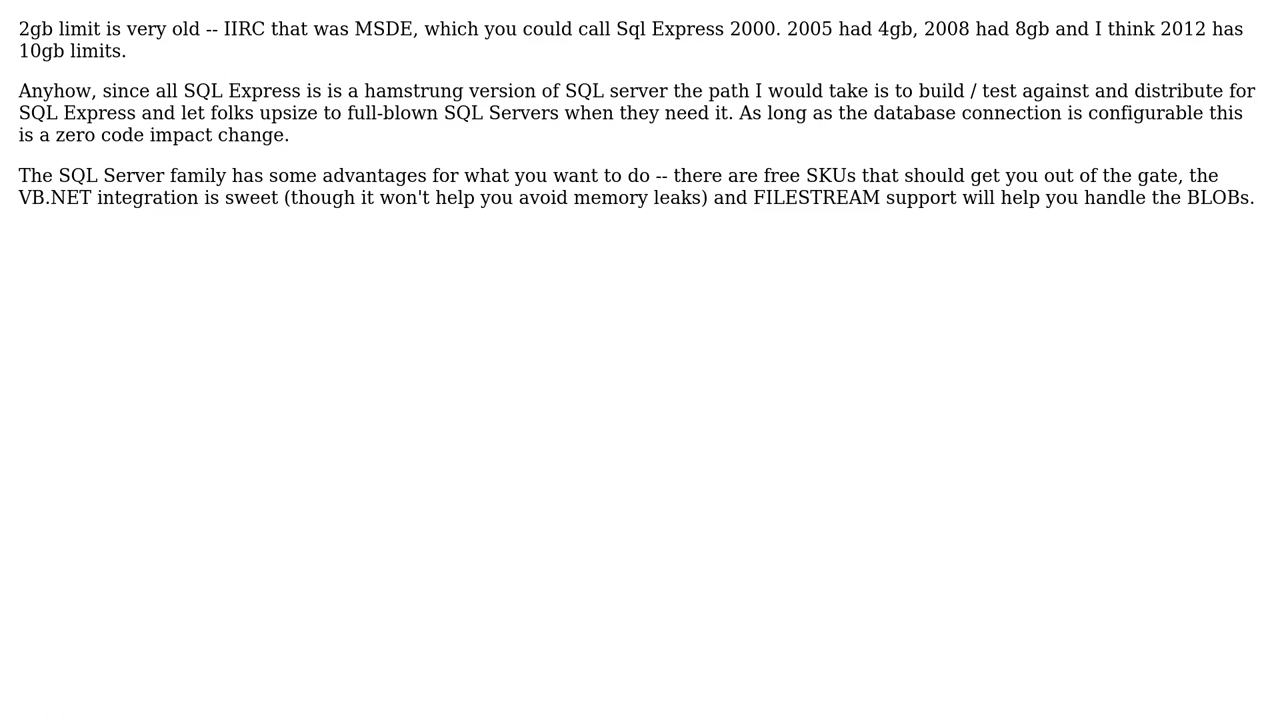 2gb limit is very old -- IIRC that was MSDE, which you could call Sql Express 2000. 2005 had 4gb, 2008 had 8gb and I think 2012 has
10gb limits.
Anyhow, since all SQL Express is is a hamstrung version of SQL server the path I would take is to build / test against and distribute for
SQL Express and let folks upsize to full-blown SQL Servers when they need it. As long as the database connection is configurable this
is a zero code impact change.
The SQL Server family has some advantages for what you want to do -- there are free SKUs that should get you out of the gate, the
VB.NET integration is sweet (though it won't help you avoid memory leaks) and FILESTREAM support will help you handle the BLOBs.